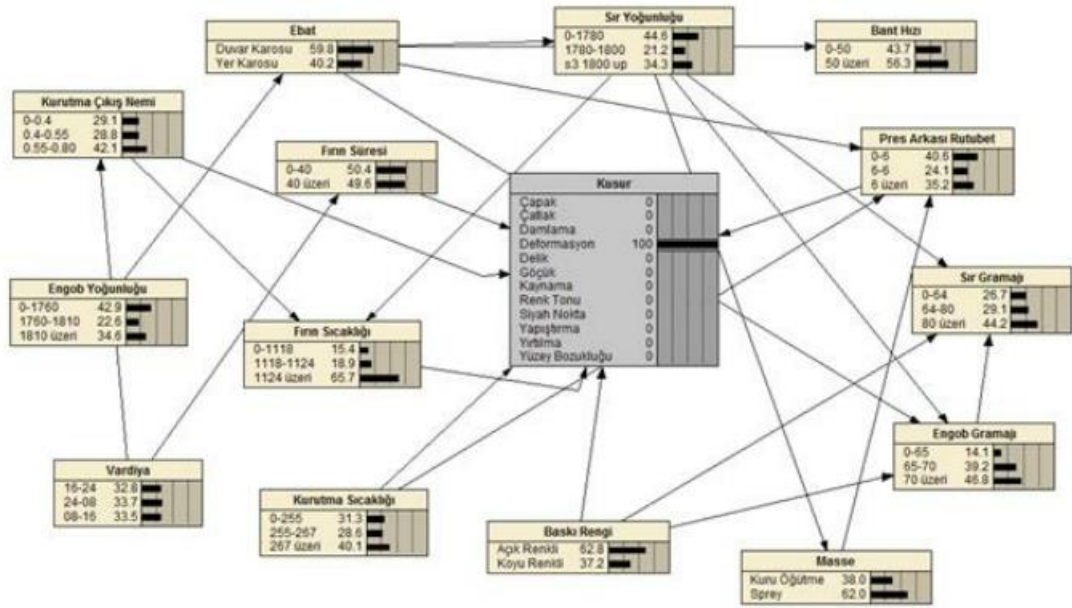 Ebat
Duvar Karosu 59.8
Yer Karosu 40.2
Sır Yoğunluğu
0-1780 44.6
1780-1800 21.2
s3 1800 up 34.3
Bant Hızı
0-50 43.7
50 üzeri 56.3
Kurutma Çıkış Nemi
0-0.4 29.1
0.4-0.55 28.8
0.55-0.80 42.1
Fırın Süresi
0-40 50.4
40 üzeri 49.6
Pres Arkası Rutubet
0-6 40.6
6-6 24.1
6 üzeri 35.2
Kusur
Çapak 0
Çatlak 0
Damlama 0
Deformasyon 100
Delik 0
Göçük 0
Kaynama 0
Renk Tonu 0
Siyah Nokta 0
Yapıştırma 0
Yırtılma 0
Yüzey Bozukluğu 0
Engob Yoğunluğu
0-1760 42.9
1760-1810 22.6
1810 üzeri 34.6
Fırın Sıcaklığı
0-1118 15.4
1118-1124 18.9
1124 üzeri 65.7
Sır Gramajı
0-64 26.7
64-80 29.1
80 üzeri 44.2
Engob Gramajı
0-65 14.1
65-70 39.2
70 üzeri 46.8
Vardiya
16-24 32.8
24-08 33.7
08-16 33.5
Kurutma Sıcaklığı
0-255 31.3
255-267 28.6
267 üzeri 40.1
Baskı Rengi
Açık Renkli 62.8
Koyu Renkli 37.2
Masse
Kuru Öğütme 38.0
Sprey 62.0